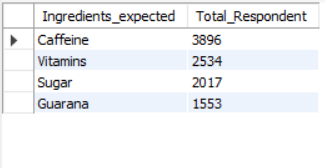 Ingredients_expected Total_Respondent
Caffeine 3896
Vitamins 2534
Sugar 2017
Guarana 1553